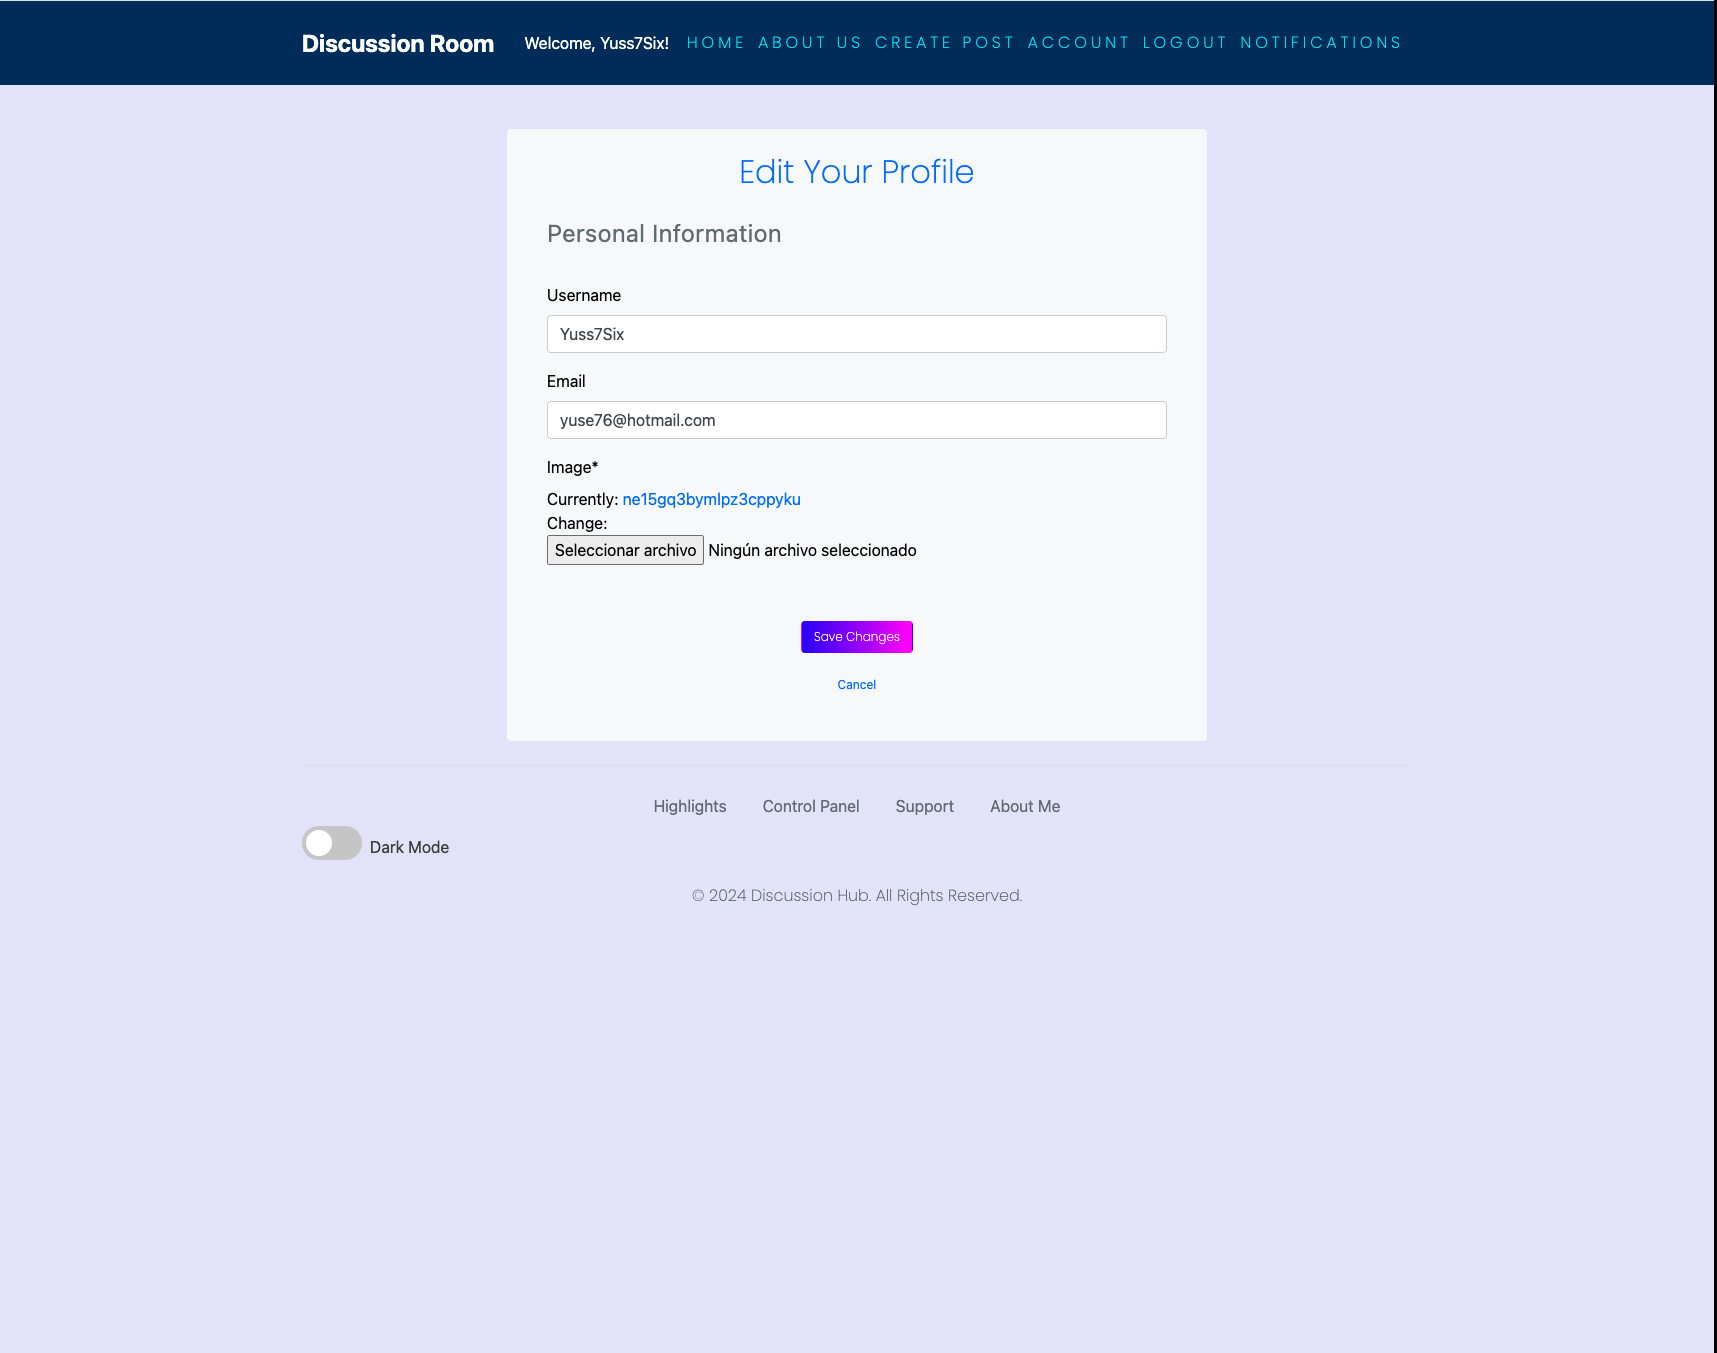 Discussion Room Welcome, Yuss7Six! HOME ABOUT US CREATE POST ACCOUNT LOGOUT NOTIFICATIONS
Edit Your Profile
Personal Information
Username
Yuss7Six
Email
yuse76@hotmail.com
Image*
Currently: ne15gq3bymlpz3cppyku
Change:
Seleccionar archivo Ningún archivo seleccionado
Save Changes
Cancel
Highlights Control Panel Support About Me
Dark Mode
© 2024 Discussion Hub. All Rights Reserved.